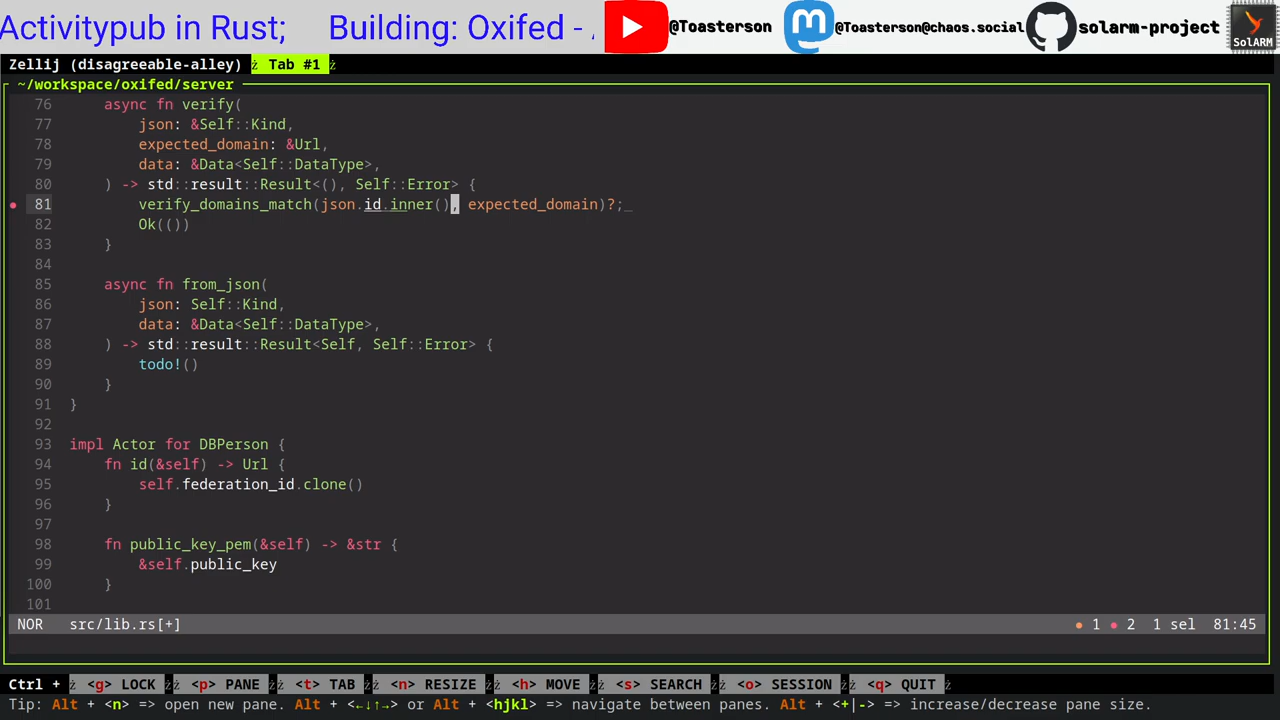 Activitypub in Rust;     Building: Oxifed -
@Toasterson
@Toasterson@chaos.social
solarm-project
SolARM
Zellij (disagreeable-alley)  Tab #1
~/workspace/oxifed/server
76     async fn verify(
77         json: &Self::Kind,
78         expected_domain: &Url,
79         data: &Data<Self::DataType>,
80     ) -> std::result::Result<(), Self::Error> {
81         verify_domains_match(json.id.inner(), expected_domain)?;_
82         Ok(())
83     }
84
85     async fn from_json(
86         json: Self::Kind,
87         data: &Data<Self::DataType>,
88     ) -> std::result::Result<Self, Self::Error> {
89         todo!()
90     }
91 }
92
93 impl Actor for DBPerson {
94     fn id(&self) -> Url {
95         self.federation_id.clone()
96     }
97
98     fn public_key_pem(&self) -> &str {
99         &self.public_key
100     }
101
NOR   src/lib.rs[+]   ● 1 ● 2  1 sel  81:45
Ctrl +  <g> LOCK  <p> PANE  <t> TAB  <n> RESIZE  <h> MOVE  <s> SEARCH  <o> SESSION  <q> QUIT
Tip: Alt + <n> => open new pane. Alt + <←↓↑→> or Alt + <hjkl> => navigate between panes. Alt + <+|-> => increase/decrease pane size.